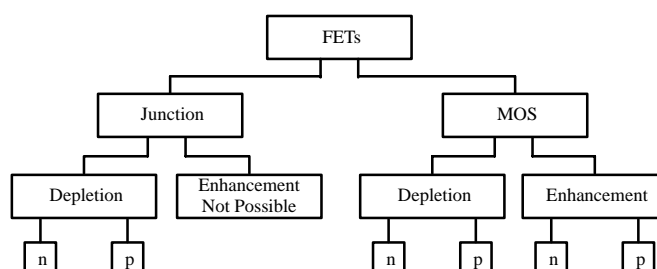 FETs
Junction
MOS
Depletion
Enhancement
Not Possible
Depletion
Enhancement
n
p
n
p
n
p